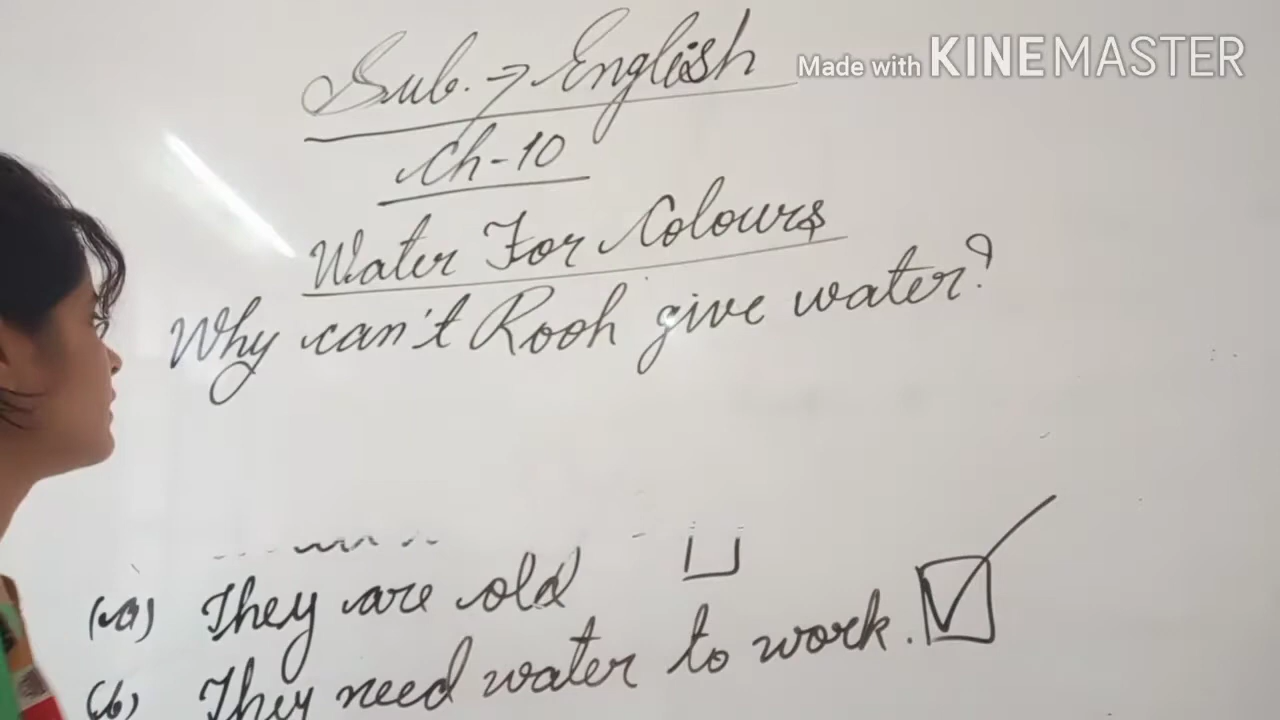 Made with KINEMASTER
Sub. → English
Ch-10
Water For Colours
Why can't Rooh give water?
(a) They are old
(b) They need water to work.